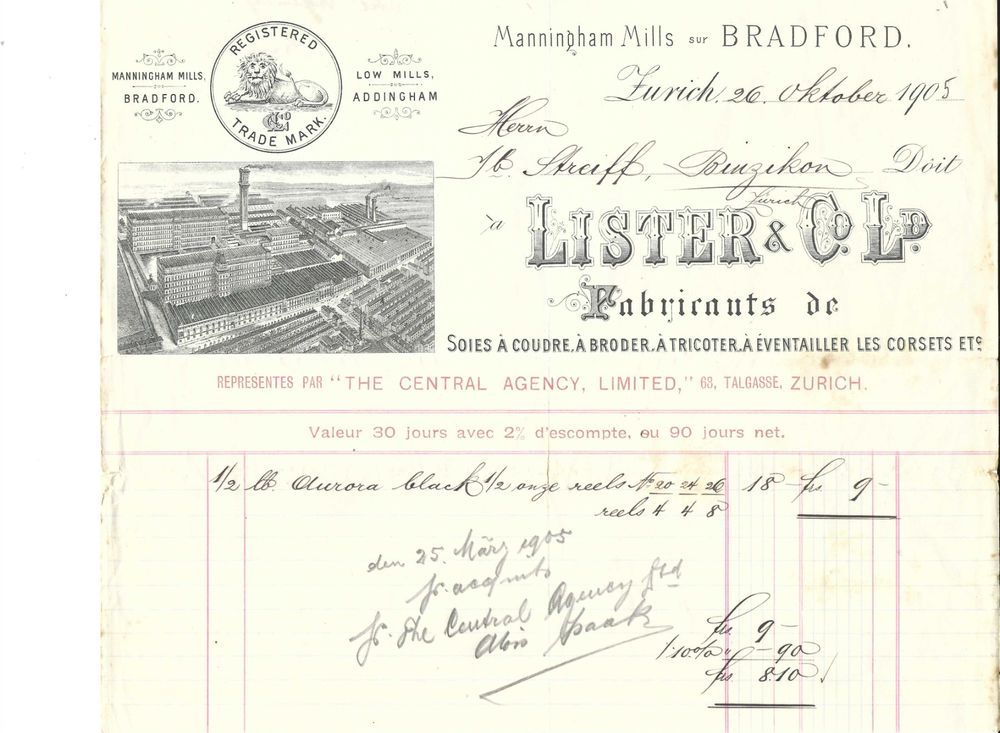 REGISTERED
TRADE MARK.
MANNINGHAM MILLS,
BRADFORD.
LOW MILLS,
ADDINGHAM
Manningham Mills sur BRADFORD.
Zurich, 26. Oktober 1905
Herrn
Jb. Streiff, Binzikon Doit
Zürich
à LISTER & Co. LD.
Fabricants de
SOIES À COUDRE, À BRODER, À TRICOTER, À ÉVENTAILLER LES CORSETS ETC
REPRESENTES PAR "THE CENTRAL AGENCY, LIMITED," 63, TALGASSE, ZURICH.
Valeur 30 jours avec 2% d'escompte, ou 90 jours net.
1/2 lb. Aurora black 1/2 onze reels No. 20 24 26 18 frs 9-
reels 4 4 8
den 25. März 1905
pr. acquits
pr. The Central Agency Ltd
frs. 9-
1·10% " -90
frs 8.10